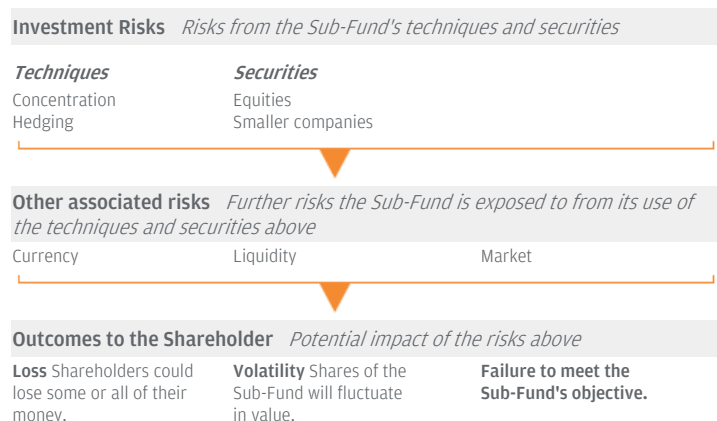 Investment Risks Risks from the Sub-Fund's techniques and securities
Techniques Securities
Concentration Equities
Hedging Smaller companies
Other associated risks Further risks the Sub-Fund is exposed to from its use of
the techniques and securities above
Currency Liquidity Market
Outcomes to the Shareholder Potential impact of the risks above
Loss Shareholders could
lose some or all of their
money.
Volatility Shares of the
Sub-Fund will fluctuate
in value.
Failure to meet the
Sub-Fund's objective.